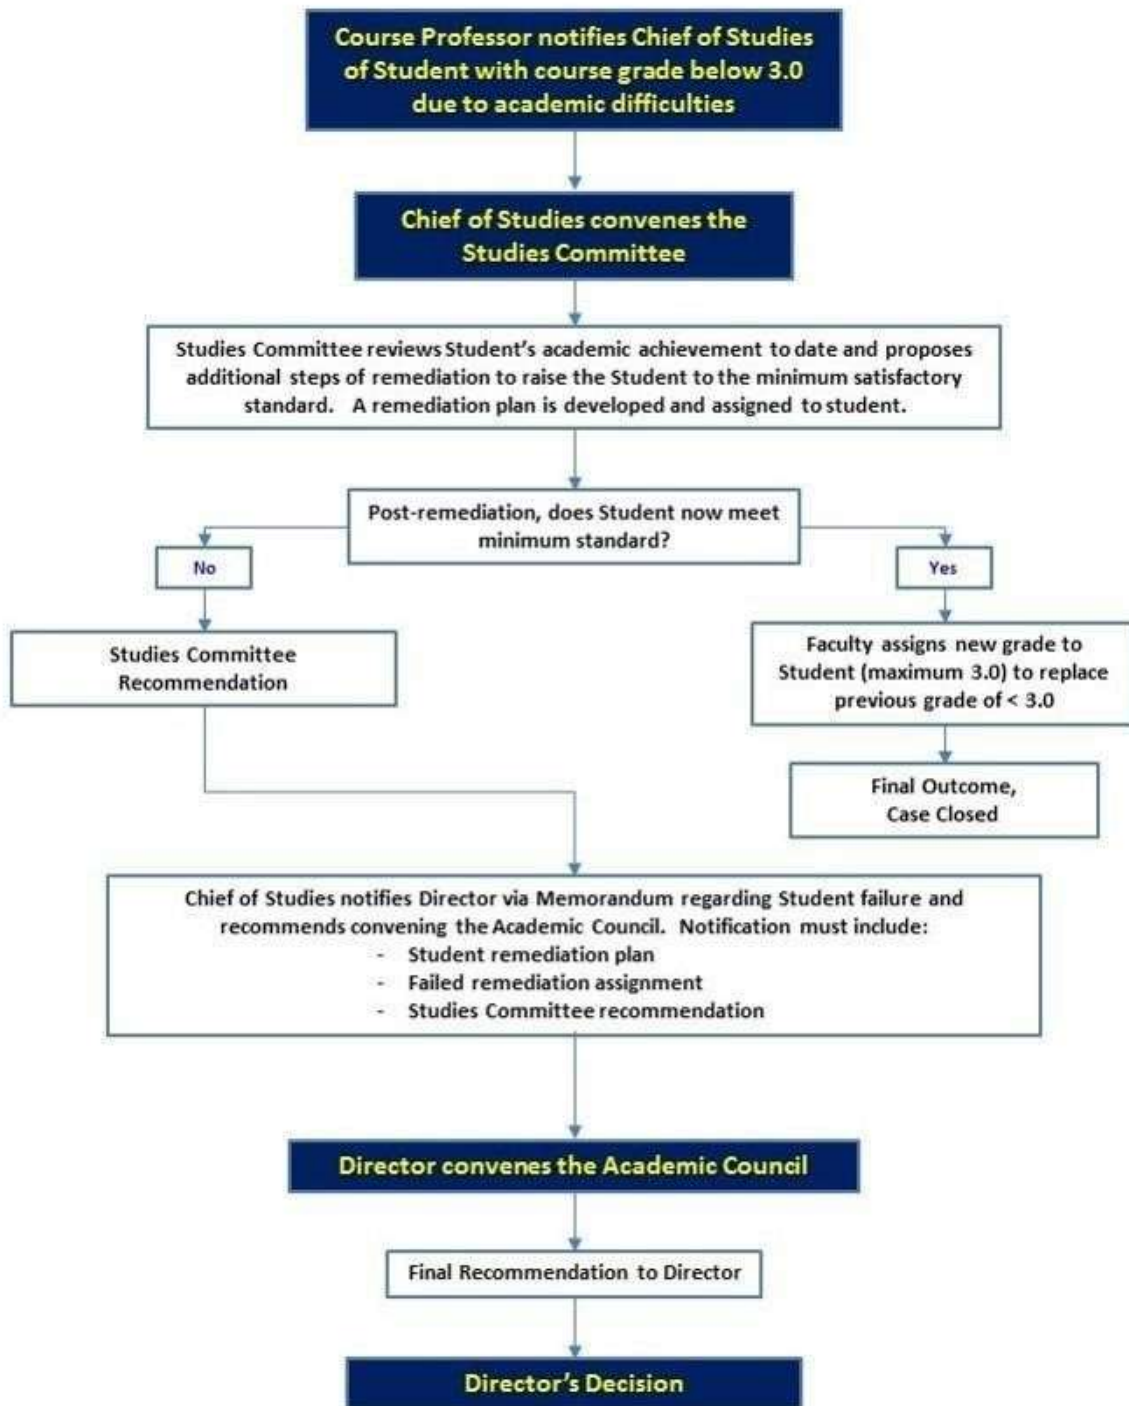 Course Professor notifies Chief of Studies
of Student with course grade below 3.0
due to academic difficulties
Chief of Studies convenes the
Studies Committee
Studies Committee reviews Student's academic achievement to date and proposes
additional steps of remediation to raise the Student to the minimum satisfactory
standard. A remediation plan is developed and assigned to student.
Post-remediation, does Student now meet
minimum standard?
No
Yes
Studies Committee
Recommendation
Faculty assigns new grade to
Student (maximum 3.0) to replace
previous grade of < 3.0
Final Outcome,
Case Closed
Chief of Studies notifies Director via Memorandum regarding Student failure and
recommends convening the Academic Council. Notification must include:
- Student remediation plan
- Failed remediation assignment
- Studies Committee recommendation
Director convenes the Academic Council
Final Recommendation to Director
Director's Decision